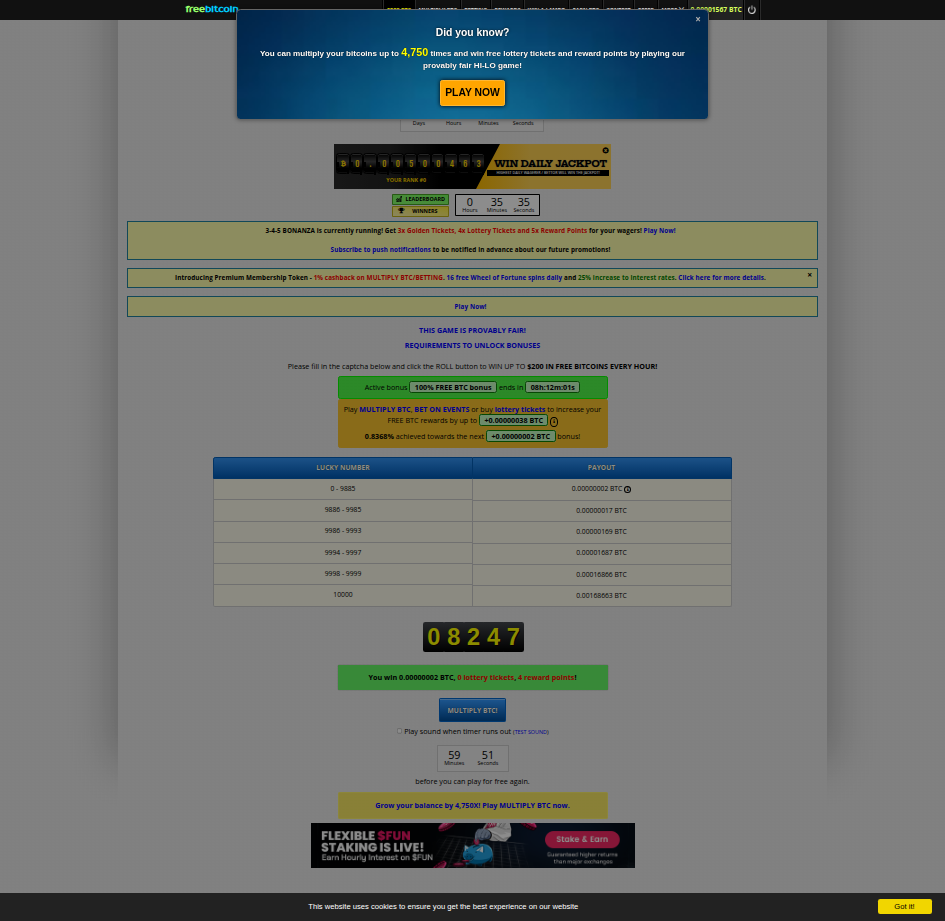 freebitcoin
×
Did you know?
You can multiply your bitcoins up to 4,750 times and win free lottery tickets and reward points by playing our
provably fair HI-LO game!
PLAY NOW
Days Hours Minutes Seconds
WIN DAILY JACKPOT
YOUR RANK #0
LEADERBOARD
WINNERS
0 35 35
Hours Minutes Seconds
3-4-5 BONANZA is currently running! Get 3x Golden Tickets, 4x Lottery Tickets and 5x Reward Points for your wagers! Play Now!
Subscribe to push notifications to be notified in advance about our future promotions!
Introducing Premium Membership Token - 1% cashback on MULTIPLY BTC/BETTING. 16 free Wheel of Fortune spins daily and 25% increase to interest rates. Click here for more details.
×
Play Now!
THIS GAME IS PROVABLY FAIR!
REQUIREMENTS TO UNLOCK BONUSES
Please fill in the captcha below and click the ROLL button to WIN UP TO $200 IN FREE BITCOINS EVERY HOUR!
Active bonus 100% FREE BTC bonus ends in 08h:12m:01s
Play MULTIPLY BTC, BET ON EVENTS or buy lottery tickets to increase your
FREE BTC rewards by up to +0.00000038 BTC
0.8368% achieved towards the next +0.00000002 BTC bonus!
LUCKY NUMBER PAYOUT
0 - 9885 0.00000002 BTC
9886 - 9985 0.00000017 BTC
9986 - 9993 0.00000169 BTC
9994 - 9997 0.00001687 BTC
9998 - 9999 0.00016866 BTC
10000 0.00168663 BTC
08247
You win 0.00000002 BTC, 0 lottery tickets, 4 reward points!
MULTIPLY BTC!
Play sound when timer runs out (TEST SOUND)
59 51
Minutes Seconds
before you can play for free again.
Grow your balance by 4,750X! Play MULTIPLY BTC now.
FLEXIBLE $FUN
STAKING IS LIVE!
Earn Hourly Interest on $FUN
Stake & Earn
Guaranteed higher returns
than major exchanges
This website uses cookies to ensure you get the best experience on our website
Got it!